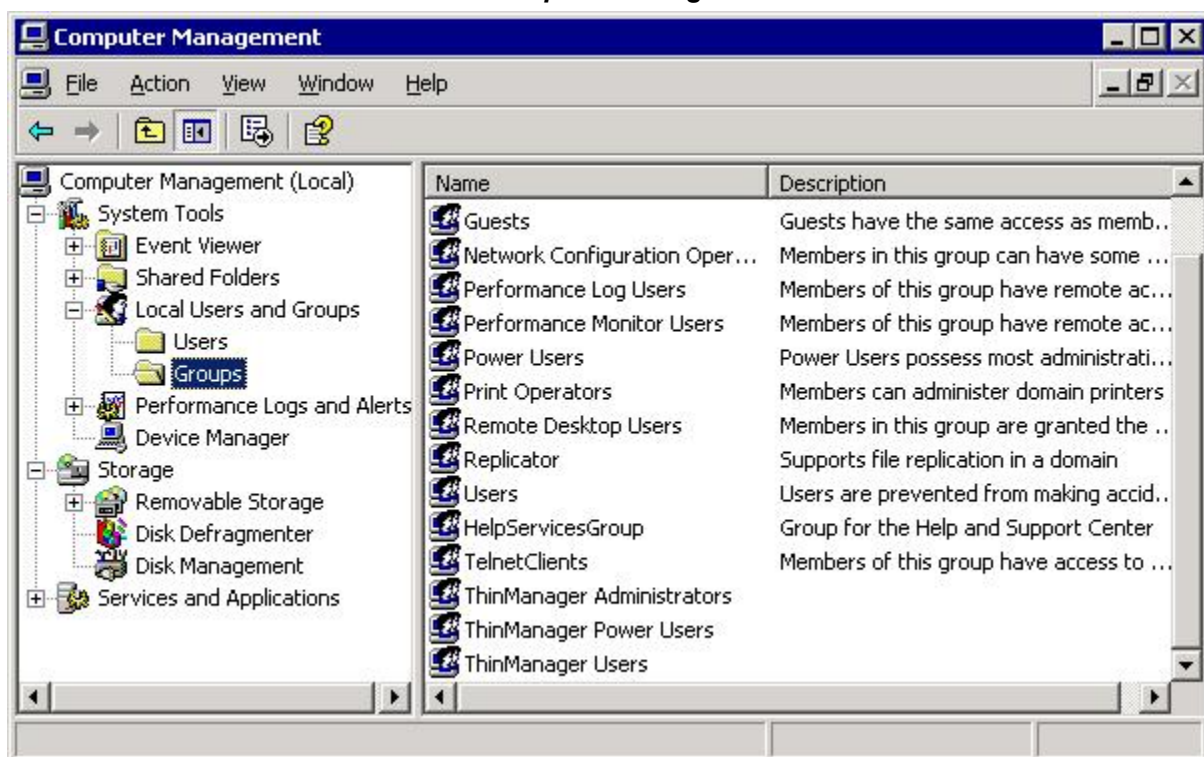 Computer Management
File Action View Window Help
Computer Management (Local)
System Tools
Event Viewer
Shared Folders
Local Users and Groups
Users
Groups
Performance Logs and Alerts
Device Manager
Storage
Removable Storage
Disk Defragmenter
Disk Management
Services and Applications
Name Description
Guests Guests have the same access as memb...
Network Configuration Oper... Members in this group can have some ...
Performance Log Users Members of this group have remote ac...
Performance Monitor Users Members of this group have remote ac...
Power Users Power Users possess most administrati...
Print Operators Members can administer domain printers
Remote Desktop Users Members in this group are granted the ...
Replicator Supports file replication in a domain
Users Users are prevented from making accid...
HelpServicesGroup Group for the Help and Support Center
TelnetClients Members of this group have access to ...
ThinManager Administrators
ThinManager Power Users
ThinManager Users